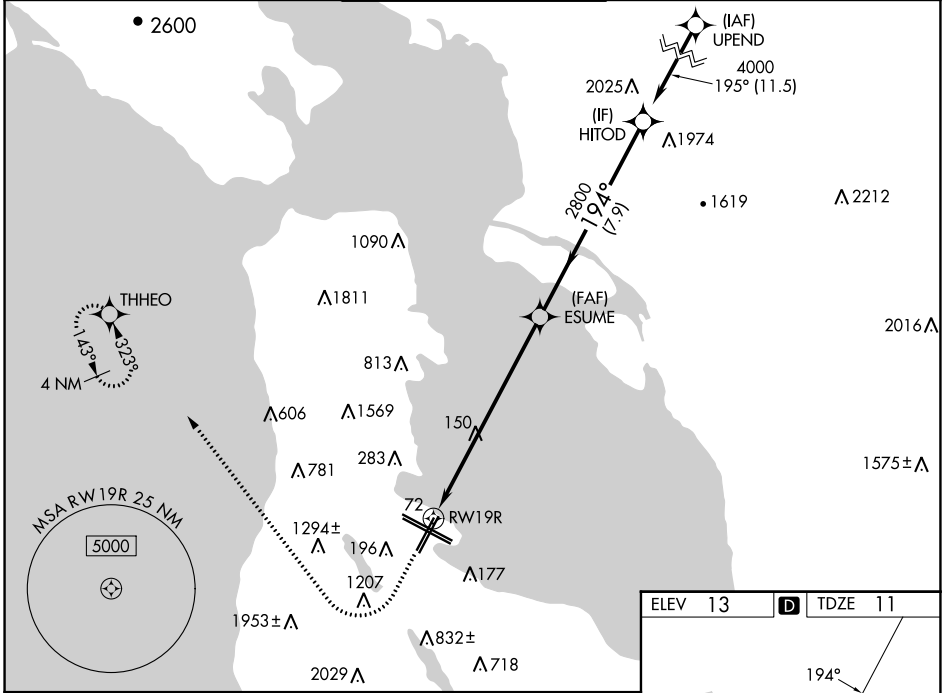 2600
(IAF)
UPEND
4000
195° (11.5)
2025
(IF)
HITOD
1974
2800
194°
(7.9)
1619
2212
1090
THHEO
1811
(FAF)
ESUME
2016
143°
323°
4 NM
813
606
1569
150
781
283
1575±
MSA RW 19R 25 NM
5000
72
RW19R
1294±
196
177
1207
1953±
832±
718
2029
ELEV 13
D
TDZE 11
194°